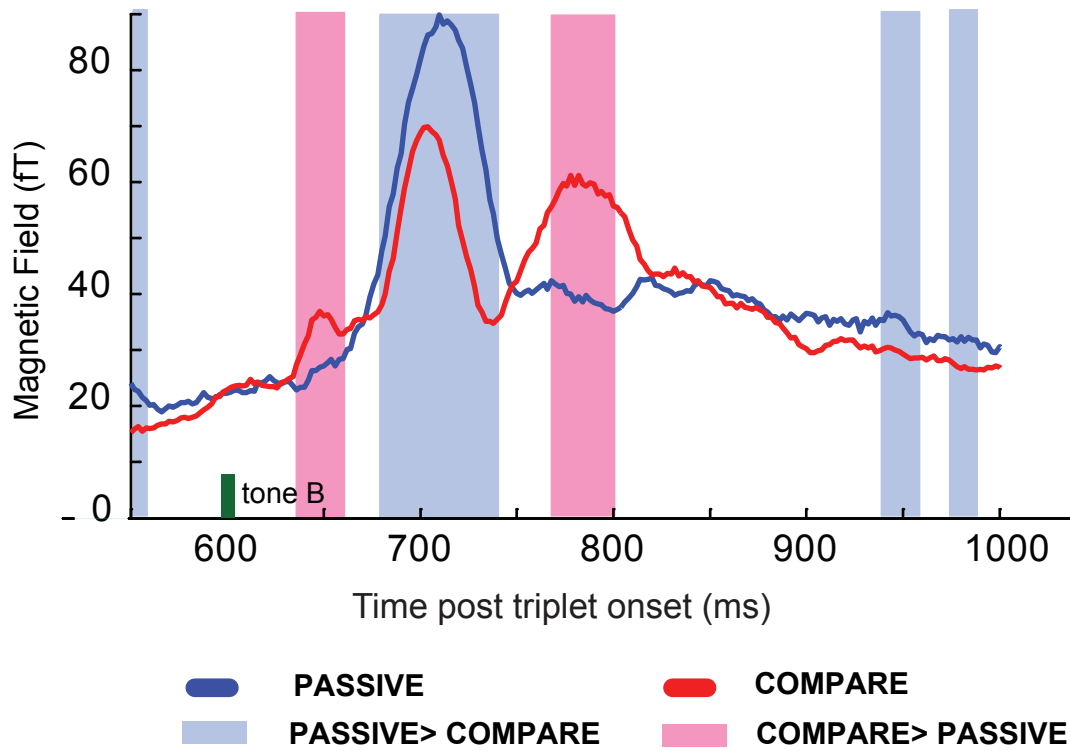 80
60
40
20
0
Magnetic Field (fT)
tone B
600 700 800 900 1000
Time post triplet onset (ms)
PASSIVE COMPARE
PASSIVE> COMPARE COMPARE> PASSIVE